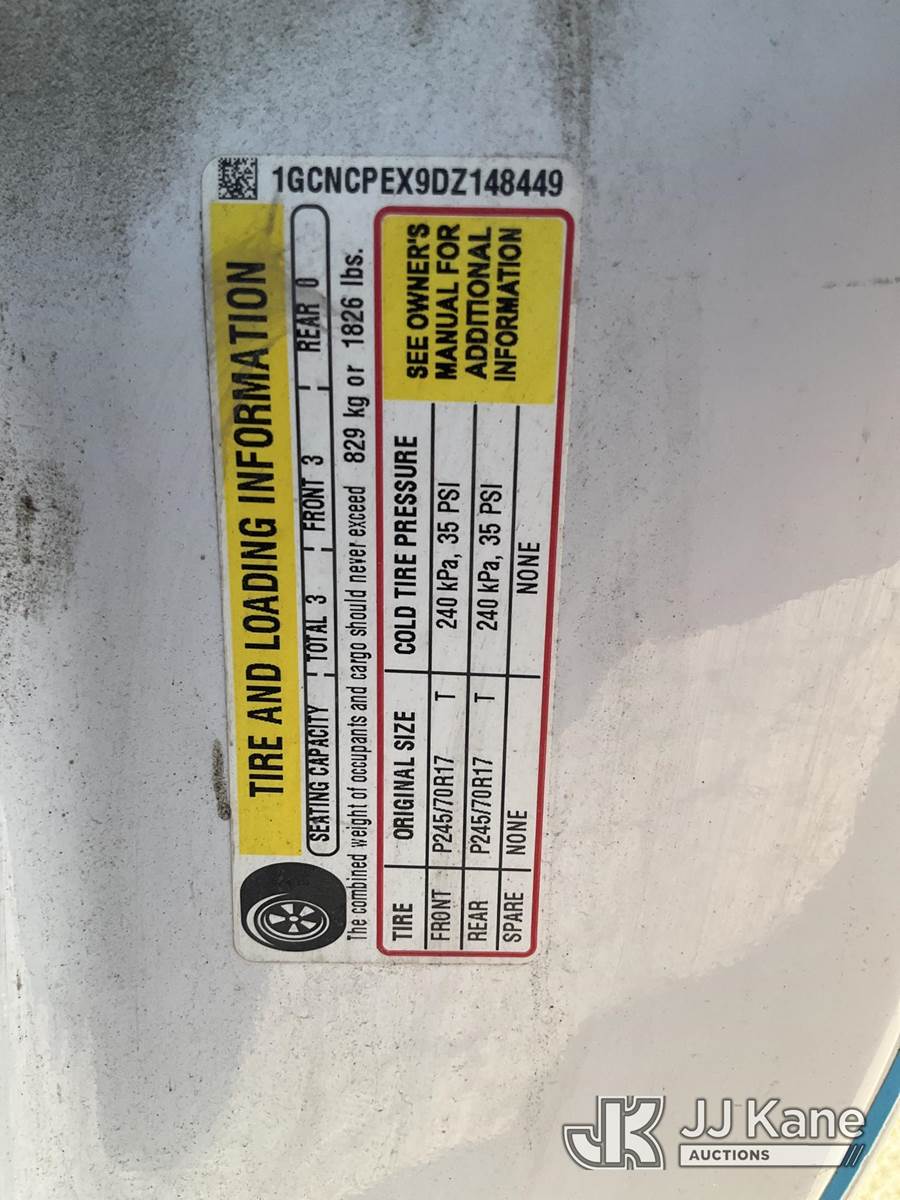 1GCNCPEX9DZ148449
TIRE AND LOADING INFORMATION
SEATING CAPACITY TOTAL 3 FRONT 3 REAR 0
The combined weight of occupants and cargo should never exceed 829 kg or 1826 lbs.
TIRE ORIGINAL SIZE COLD TIRE PRESSURE
FRONT P245/70R17 T 240 kPa, 35 PSI
REAR P245/70R17 T 240 kPa, 35 PSI
SPARE NONE NONE
SEE OWNER'S
MANUAL FOR
ADDITIONAL
INFORMATION
JK JJ Kane
AUCTIONS